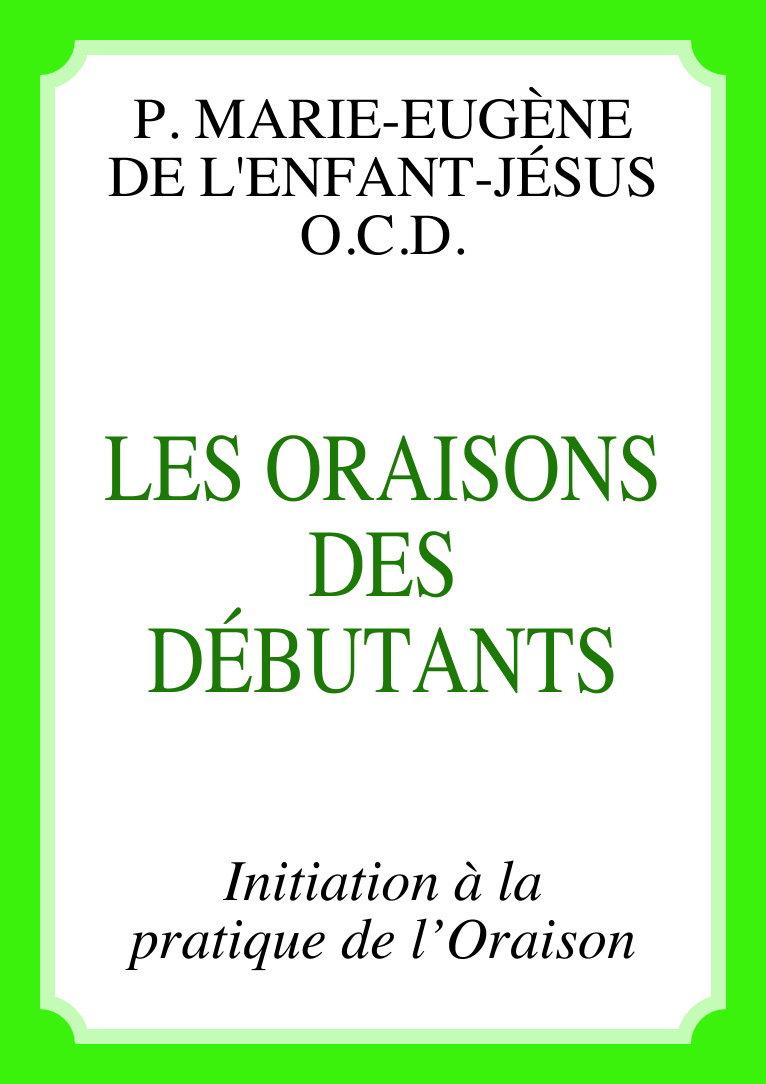 P. MARIE-EUGÈNE
DE L'ENFANT-JÉSUS
O.C.D.
LES ORAISONS
DES
DÉBUTANTS
Initiation à la
pratique de l’Oraison